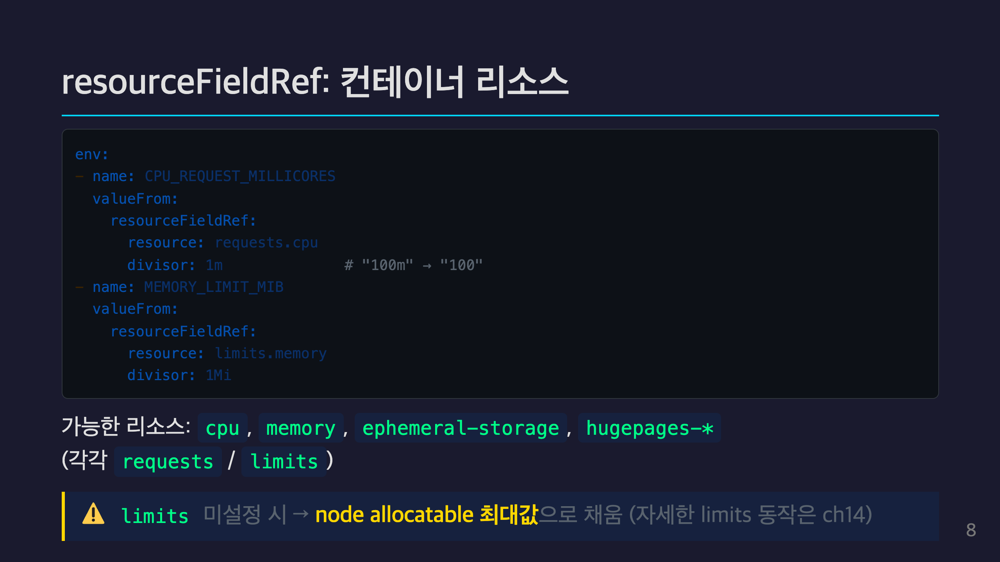 resourceFieldRef: 컨테이너 리소스
env:
- name: CPU_REQUEST_MILLICORES
  valueFrom:
    resourceFieldRef:
      resource: requests.cpu
      divisor: 1m              # "100m" → "100"
- name: MEMORY_LIMIT_MIB
  valueFrom:
    resourceFieldRef:
      resource: limits.memory
      divisor: 1Mi
가능한 리소스: cpu, memory, ephemeral-storage, hugepages-*
(각각 requests / limits)
⚠️ limits 미설정 시 → node allocatable 최대값으로 채움 (자세한 limits 동작은 ch14)
8